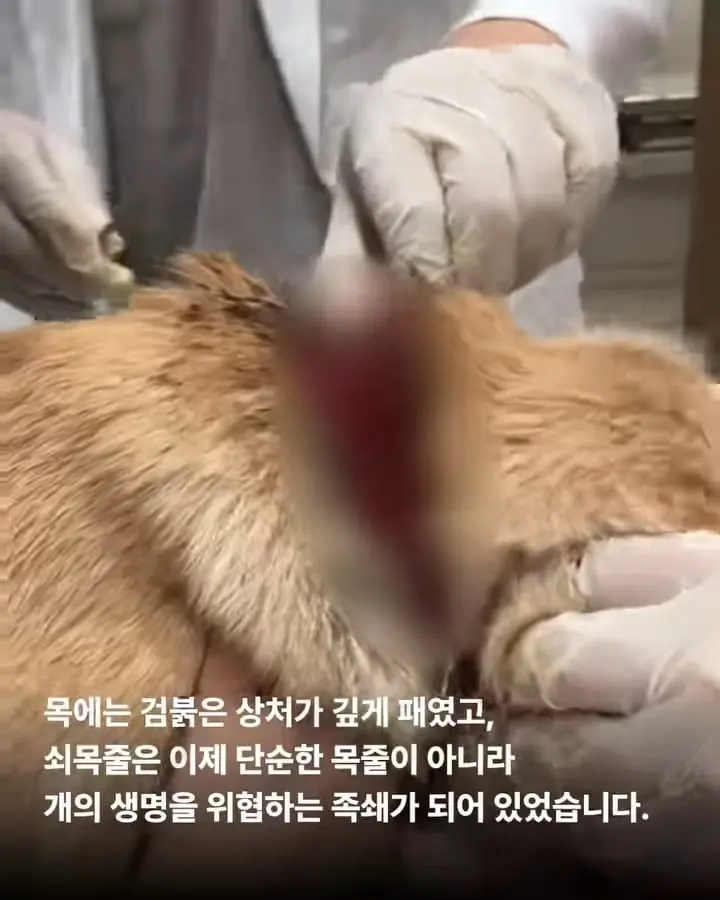 목에는 검붉은 상처가 깊게 패였고,
쇠목줄은 이제 단순한 목줄이 아니라
개의 생명을 위협하는 족쇄가 되어 있었습니다.